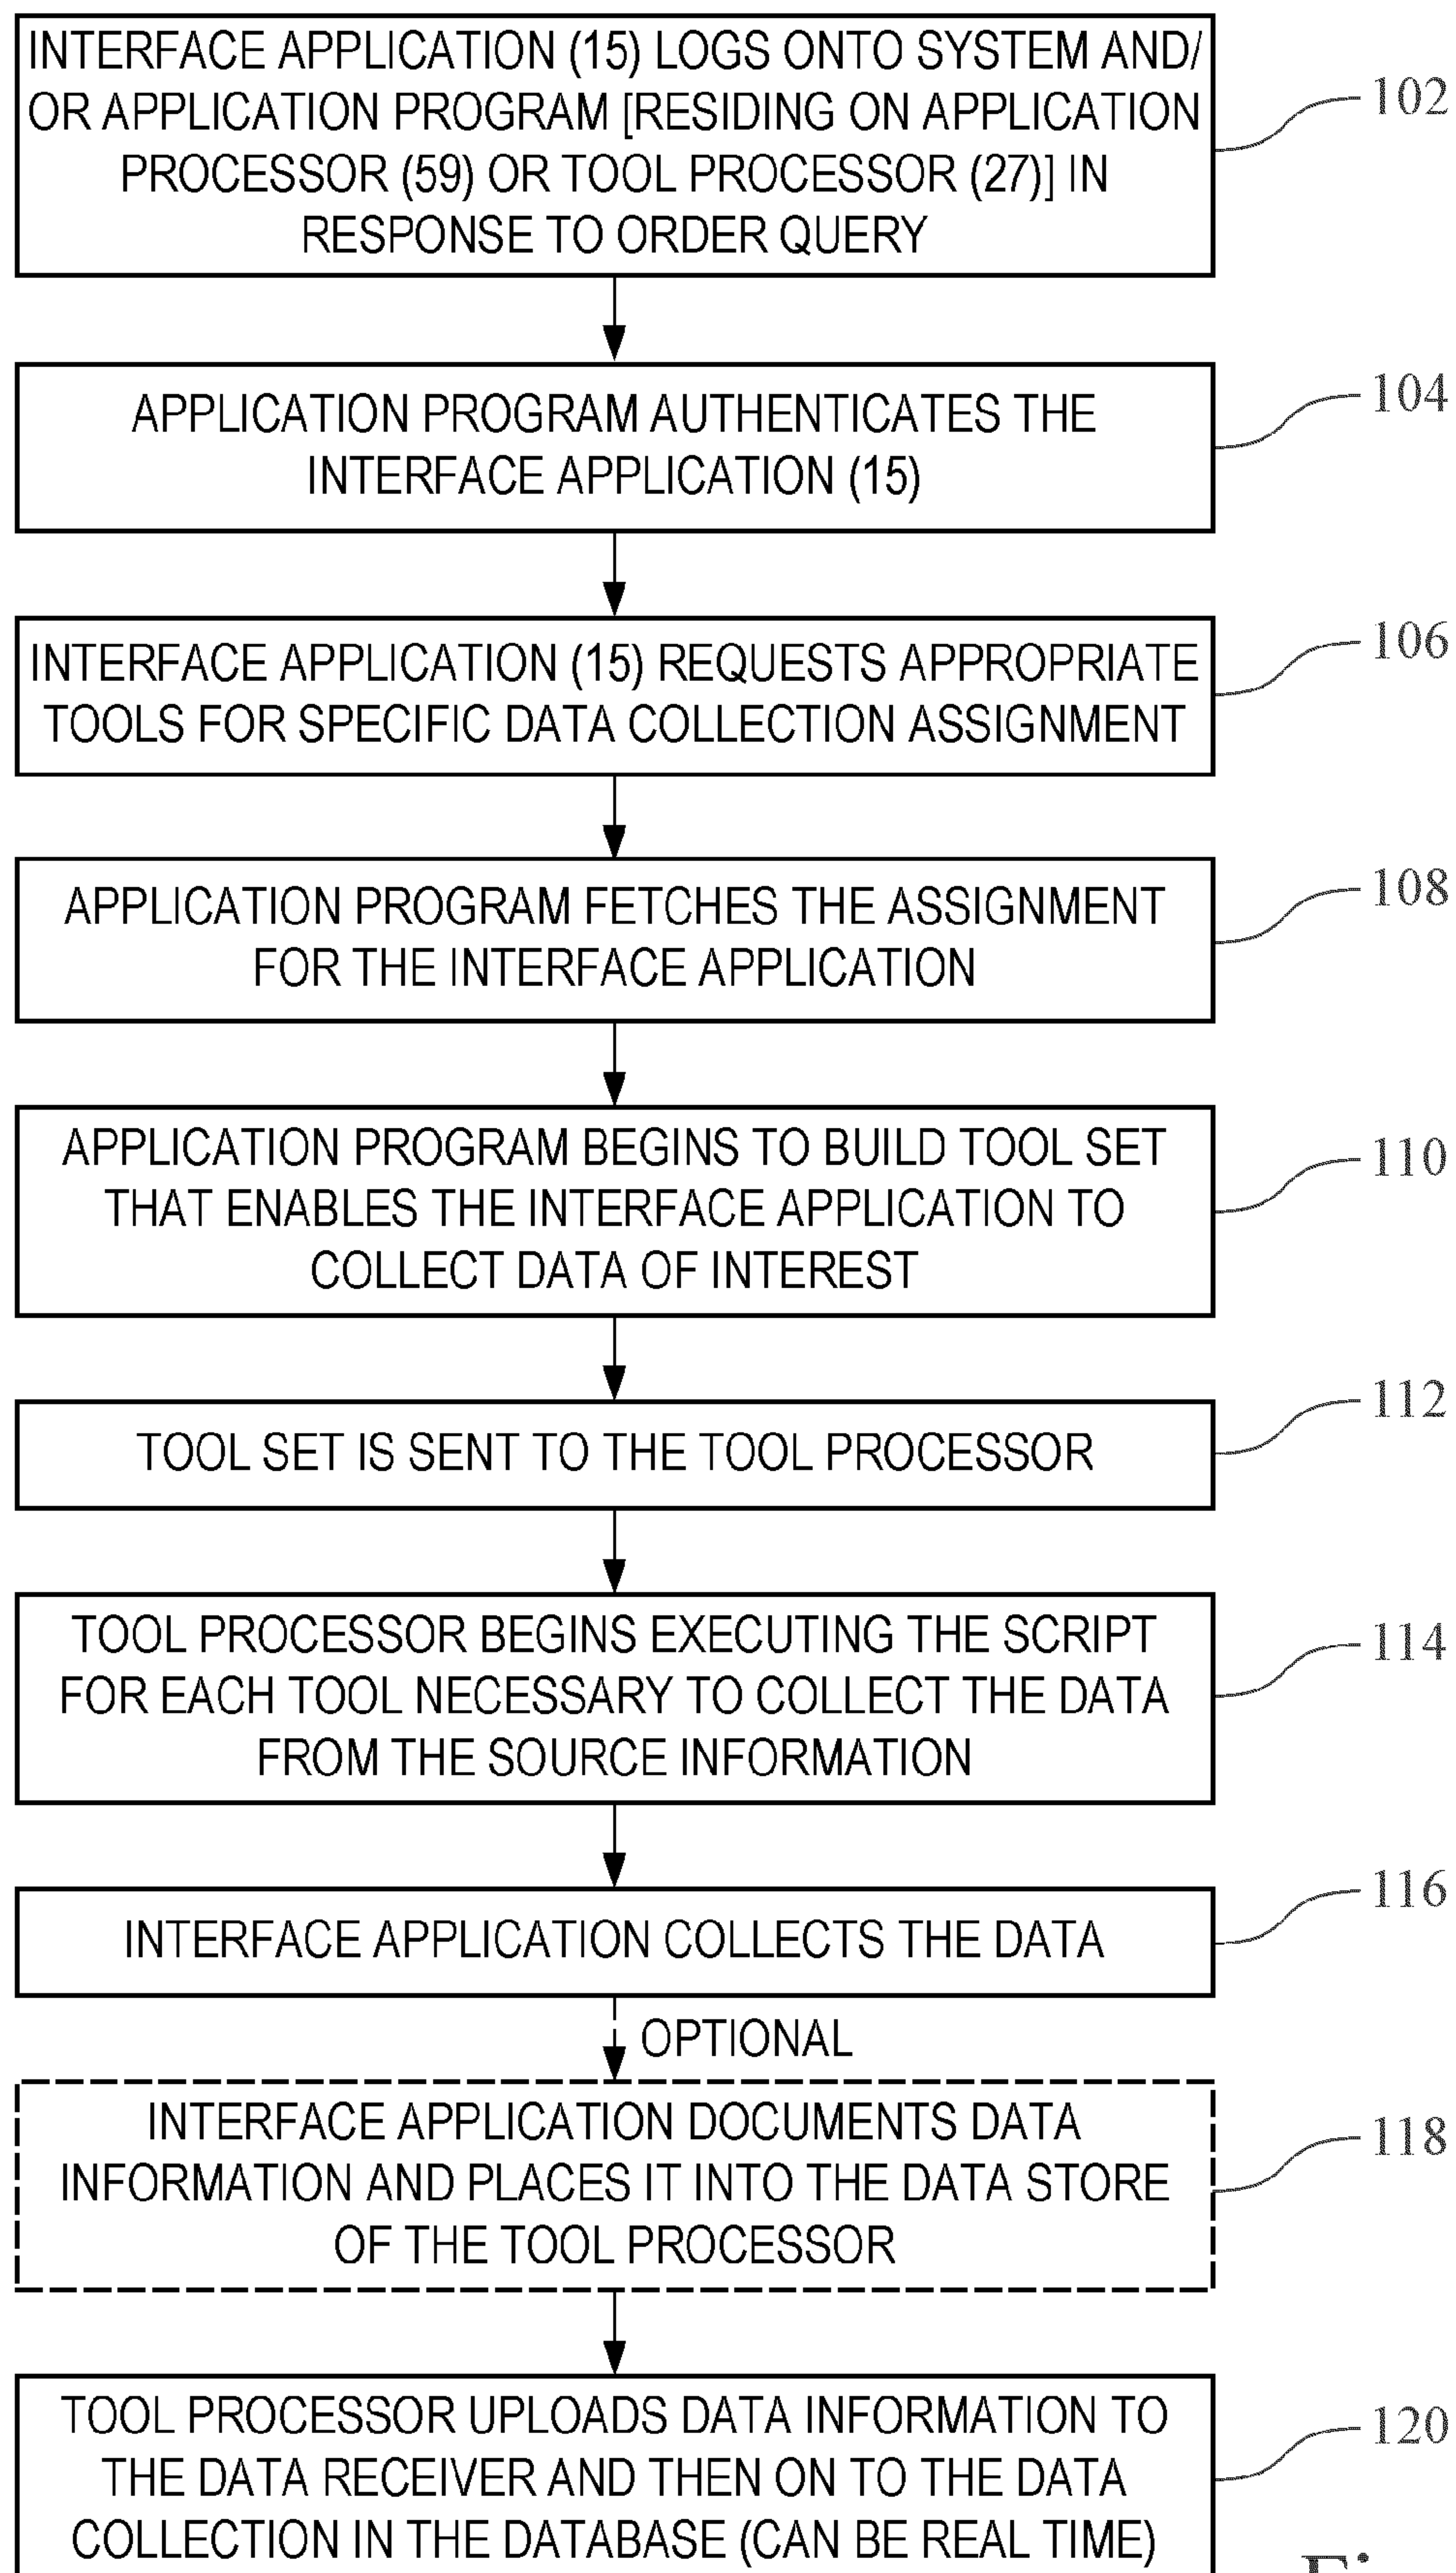 INTERFACE APPLICATION (15) LOGS ONTO SYSTEM AND/
OR APPLICATION PROGRAM [RESIDING ON APPLICATION
PROCESSOR (59) OR TOOL PROCESSOR (27)] IN
RESPONSE TO ORDER QUERY
102
APPLICATION PROGRAM AUTHENTICATES THE
INTERFACE APPLICATION (15)
104
INTERFACE APPLICATION (15) REQUESTS APPROPRIATE
TOOLS FOR SPECIFIC DATA COLLECTION ASSIGNMENT
106
APPLICATION PROGRAM FETCHES THE ASSIGNMENT
FOR THE INTERFACE APPLICATION
108
APPLICATION PROGRAM BEGINS TO BUILD TOOL SET
THAT ENABLES THE INTERFACE APPLICATION TO
COLLECT DATA OF INTEREST
110
TOOL SET IS SENT TO THE TOOL PROCESSOR
112
TOOL PROCESSOR BEGINS EXECUTING THE SCRIPT
FOR EACH TOOL NECESSARY TO COLLECT THE DATA
FROM THE SOURCE INFORMATION
114
INTERFACE APPLICATION COLLECTS THE DATA
116
OPTIONAL
INTERFACE APPLICATION DOCUMENTS DATA
INFORMATION AND PLACES IT INTO THE DATA STORE
OF THE TOOL PROCESSOR
118
TOOL PROCESSOR UPLOADS DATA INFORMATION TO
THE DATA RECEIVER AND THEN ON TO THE DATA
COLLECTION IN THE DATABASE (CAN BE REAL TIME)
120